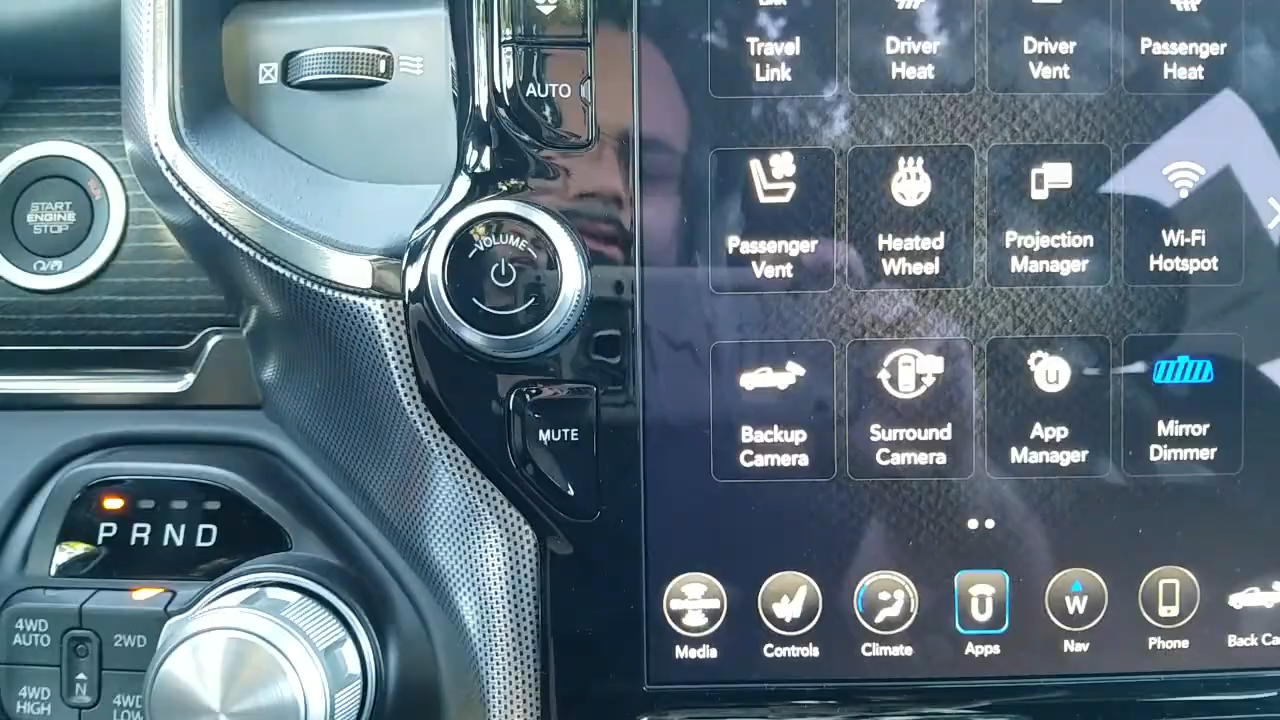 AUTO
START
ENGINE
STOP
VOLUME
MUTE
P R N D
4WD
AUTO
2WD
N
4WD
HIGH
4WD
LOW
Travel
Link
Driver
Heat
Driver
Vent
Passenger
Heat
Passenger
Vent
Heated
Wheel
Projection
Manager
Wi-Fi
Hotspot
Backup
Camera
Surround
Camera
u
App
Manager
Mirror
Dimmer
Media
Controls
Climate
U
Apps
W
Nav
Phone
Back Ca